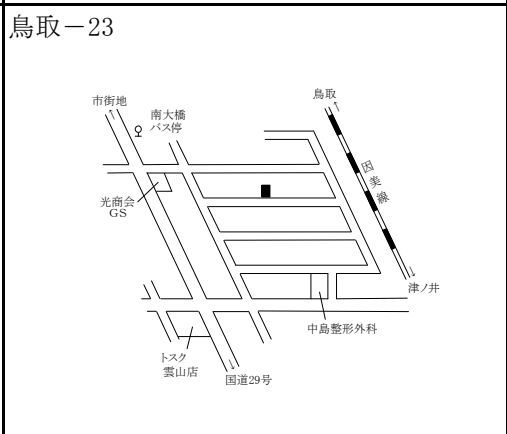 鳥取－23
市街地
↑
南大橋
バス停
鳥取
↑
因美線
光商会
GS
↓
津ノ井
中島整形外科
トスク
雲山店
↓
国道29号